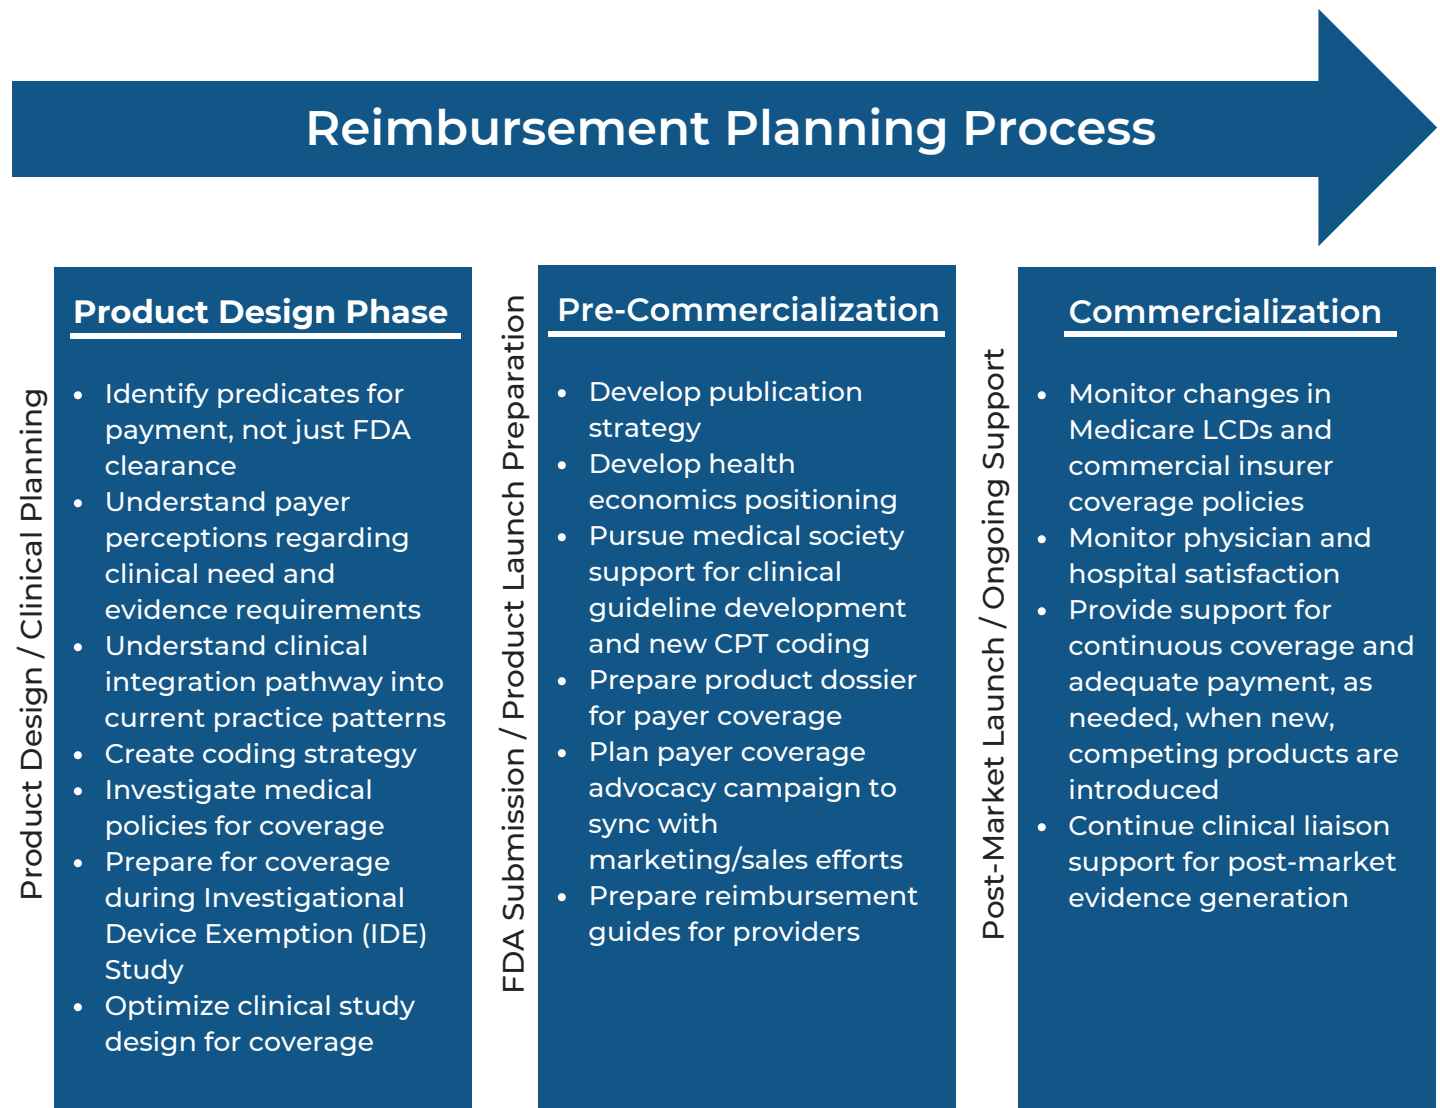 Reimbursement Planning Process
Product Design / Clinical Planning
Product Design Phase
• Identify predicates for
payment, not just FDA
clearance
• Understand payer
perceptions regarding
clinical need and
evidence requirements
• Understand clinical
integration pathway into
current practice patterns
• Create coding strategy
• Investigate medical
policies for coverage
• Prepare for coverage
during Investigational
Device Exemption (IDE)
Study
• Optimize clinical study
design for coverage
FDA Submission / Product Launch Preparation
Pre-Commercialization
• Develop publication
strategy
• Develop health
economics positioning
• Pursue medical society
support for clinical
guideline development
and new CPT coding
• Prepare product dossier
for payer coverage
• Plan payer coverage
advocacy campaign to
sync with
marketing/sales efforts
• Prepare reimbursement
guides for providers
Post-Market Launch / Ongoing Support
Commercialization
• Monitor changes in
Medicare LCDs and
commercial insurer
coverage policies
• Monitor physician and
hospital satisfaction
• Provide support for
continuous coverage and
adequate payment, as
needed, when new,
competing products are
introduced
• Continue clinical liaison
support for post-market
evidence generation